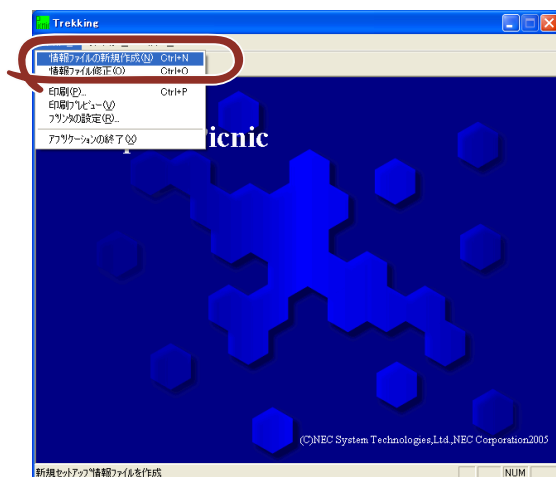 Trekking
情報ファイルの新規作成(N) Ctrl+N
情報ファイル修正(O) Ctrl+O
印刷(P)... Ctrl+P
印刷プレビュー(V)
プリンタの設定(R)...
アプリケーションの終了(X)
icnic
(C)NEC System Technologies,Ltd.,NEC Corporation2005
新規セットアップ情報ファイルを作成
NUM